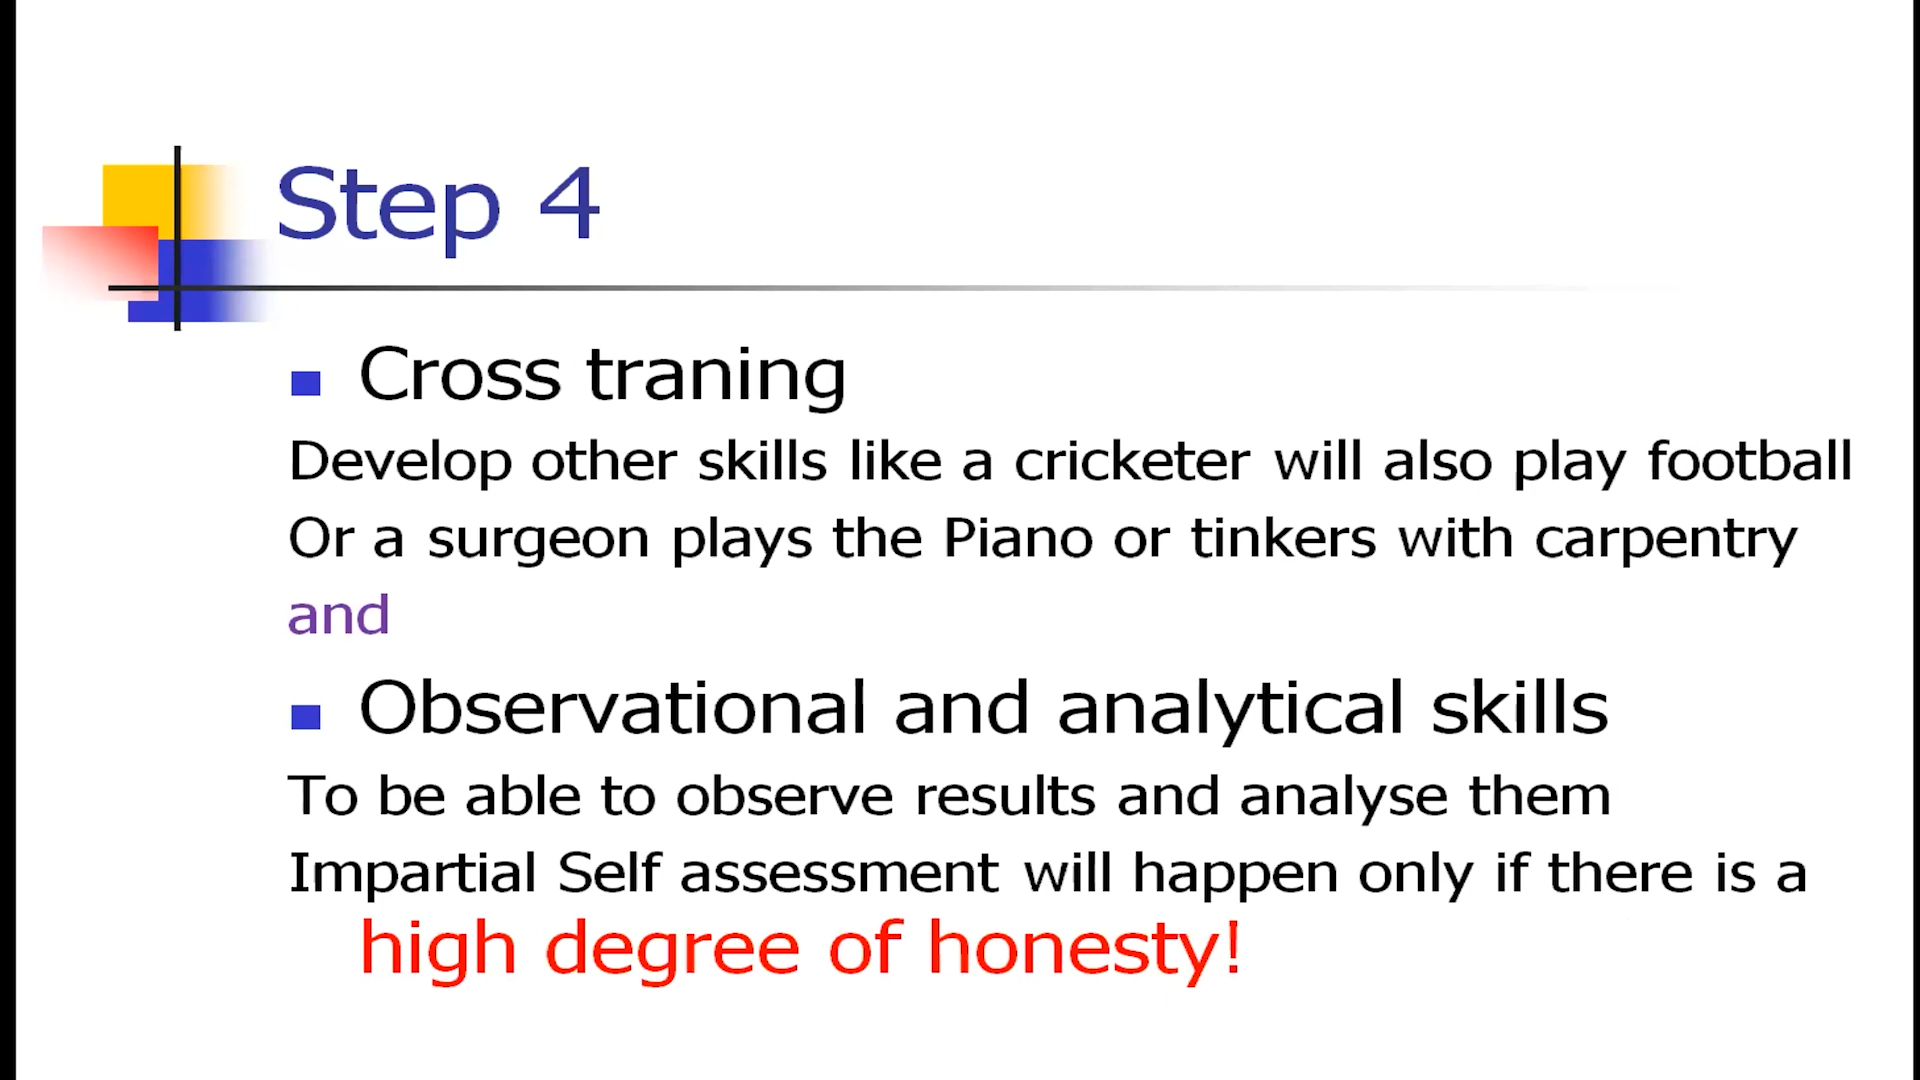 Step 4
Cross traning
Develop other skills like a cricketer will also play football
Or a surgeon plays the Piano or tinkers with carpentry
and
Observational and analytical skills
To be able to observe results and analyse them
Impartial Self assessment will happen only if there is a
high degree of honesty!